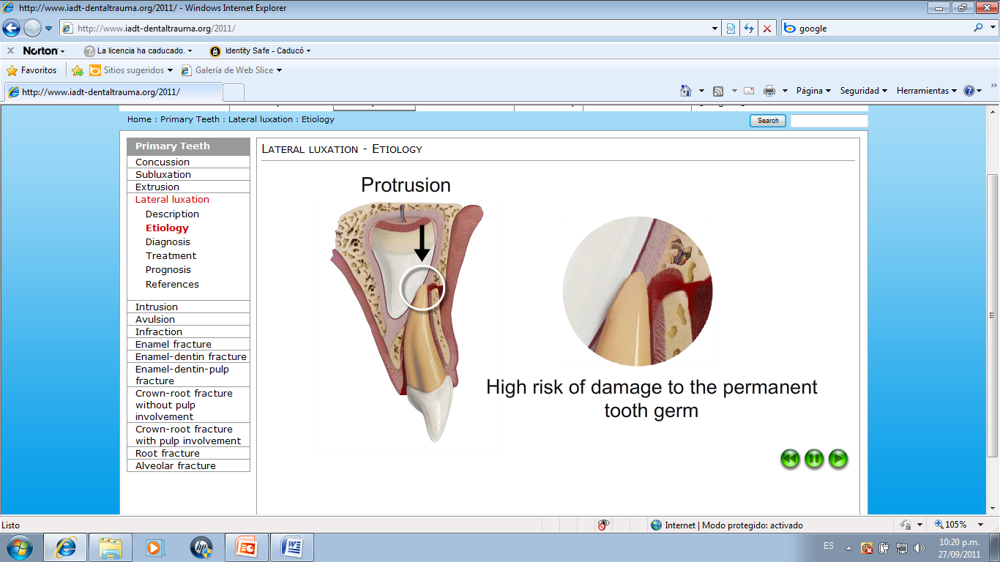 http://www.iadt-dentaltrauma.org/2011/ - Windows Internet Explorer
http://www.iadt-dentaltrauma.org/2011/
google
x Norton
La licencia ha caducado.
Identity Safe - Caducó
Favoritos
Sitios sugeridos
Galería de Web Slice
http://www.iadt-dentaltrauma.org/2011/
Página
Seguridad
Herramientas
Home : Primary Teeth : Lateral luxation : Etiology
Search
Primary Teeth
Concussion
Subluxation
Extrusion
Lateral luxation
Description
Etiology
Diagnosis
Treatment
Prognosis
References
Intrusion
Avulsion
Infraction
Enamel fracture
Enamel-dentin fracture
Enamel-dentin-pulp
fracture
Crown-root fracture
without pulp
involvement
Crown-root fracture
with pulp involvement
Root fracture
Alveolar fracture
Lateral luxation - Etiology
Protrusion
High risk of damage to the permanent
tooth germ
Listo
Internet | Modo protegido: activado
105%
ES
10:20 p.m.
27/09/2011